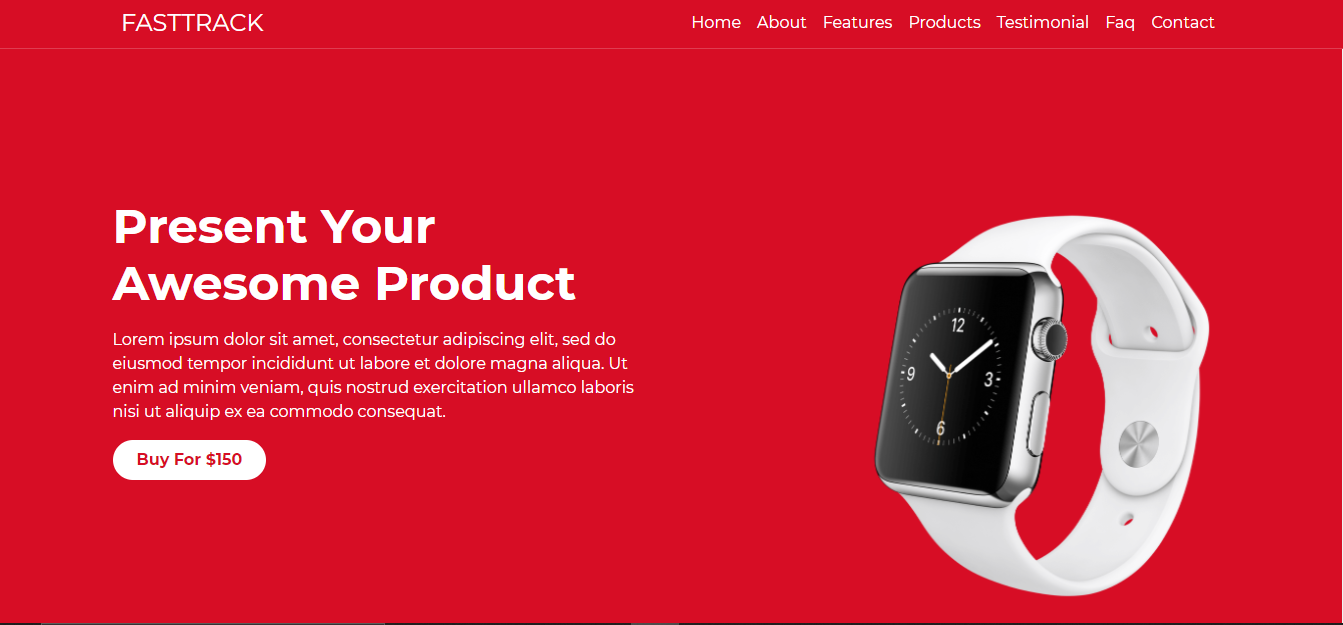 FASTTRACK
Home About Features Products Testimonial Faq Contact
Present Your
Awesome Product
Lorem ipsum dolor sit amet, consectetur adipiscing elit, sed do
eiusmod tempor incididunt ut labore et dolore magna aliqua. Ut
enim ad minim veniam, quis nostrud exercitation ullamco laboris
nisi ut aliquip ex ea commodo consequat.
Buy For $150
12
9
3
6